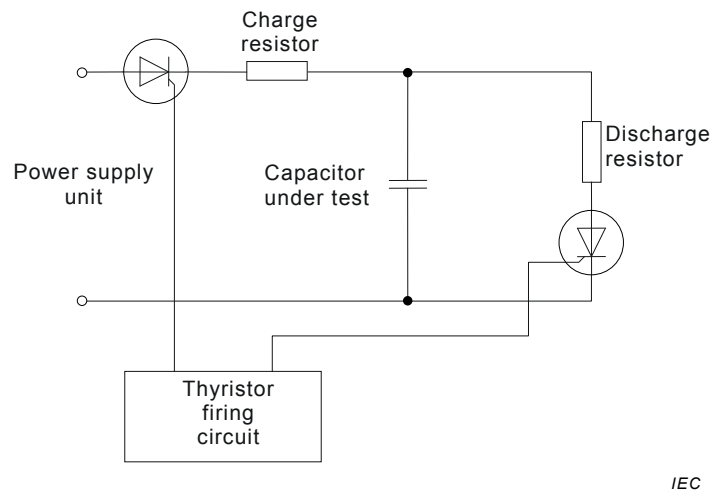 Charge
resistor
Discharge
resistor
Power supply
unit
Capacitor
under test
Thyristor
firing
circuit
IEC